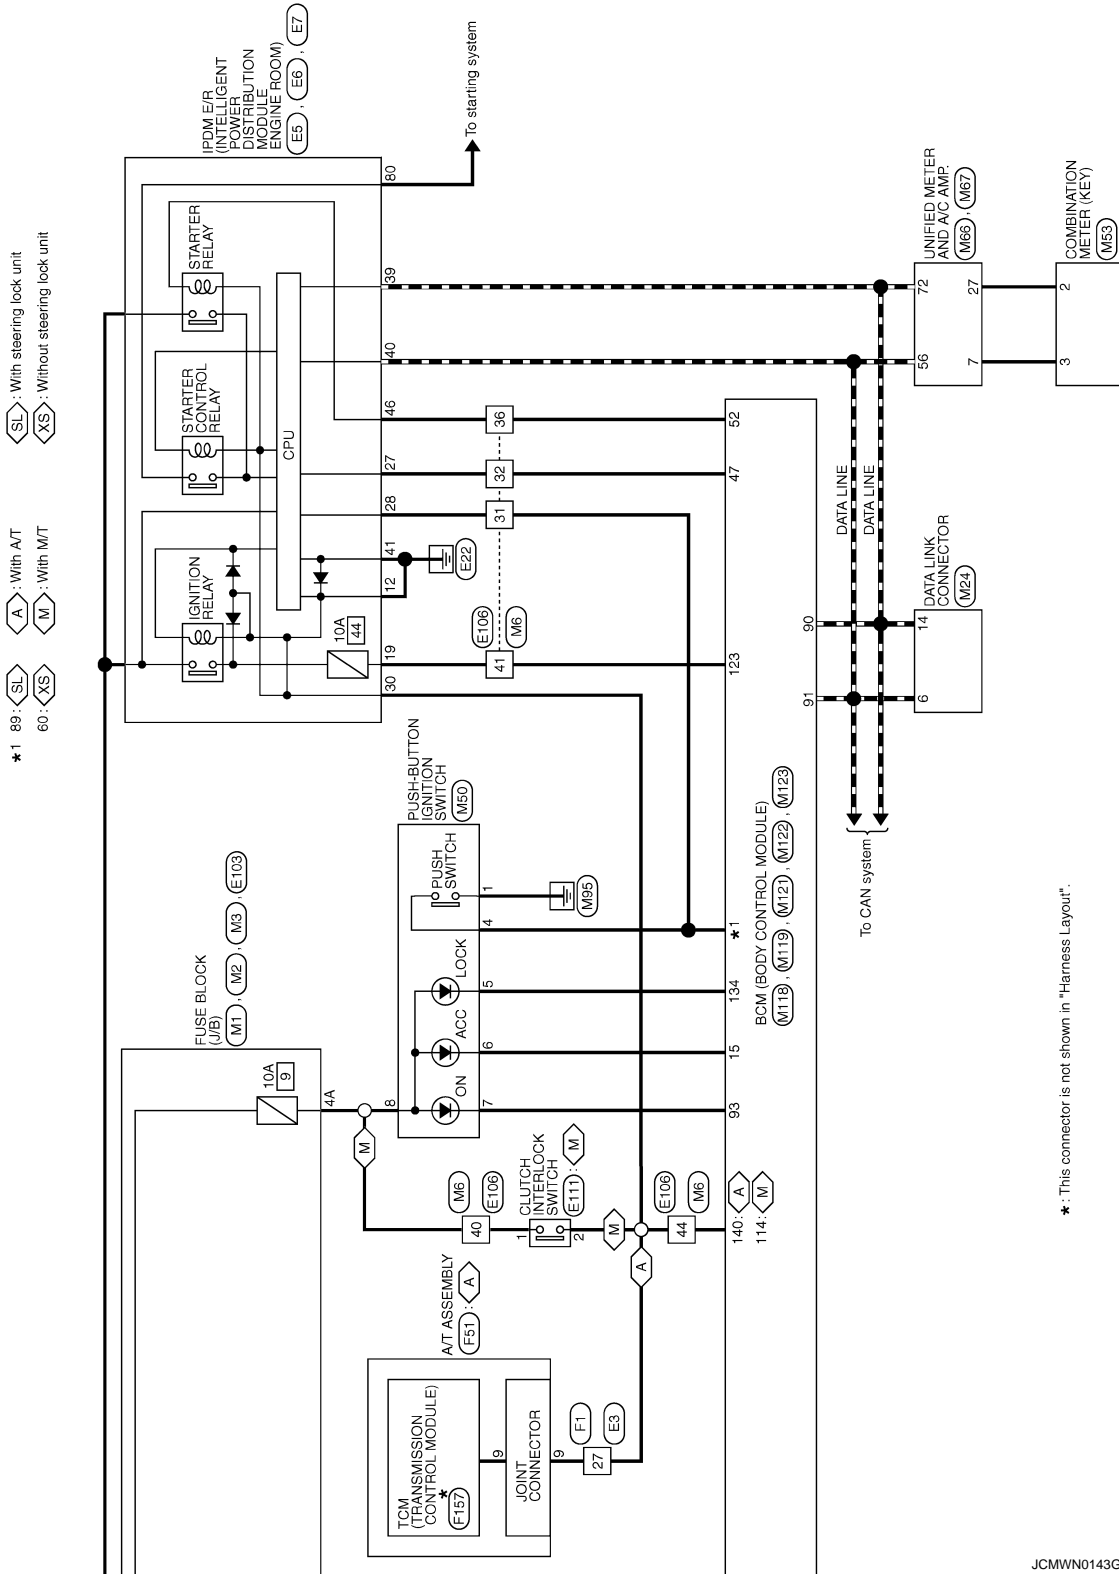 *1 89: SL
60: XS
A : With A/T
M : With M/T
SL : With steering lock unit
XS : Without steering lock unit
FUSE BLOCK
(J/B)
M1 , M2 , M3 , E103
10A
9
4A
IPDM E/R
(INTELLIGENT
POWER
DISTRIBUTION
MODULE
ENGINE ROOM)
E5 , E6 , E7
IGNITION
RELAY
STARTER
CONTROL
RELAY
STARTER
RELAY
CPU
10A
44
30
19
12
41
28
27
46
40
39
80
To starting system
E22
E106
M6
41
31
32
36
PUSH-BUTTON
IGNITION
SWITCH
M50
PUSH
SWITCH
ON
ACC
LOCK
8
7
6
5
4
1
M95
M
M6
E106
40
CLUTCH
INTERLOCK
SWITCH
E111 : M
1
2
M
A
E106
M6
44
A/T ASSEMBLY
F51 : A
TCM
(TRANSMISSION
CONTROL MODULE)
*
F157
9
JOINT
CONNECTOR
9
F1
E3
27
140: A
114: M
93
15
134
*1
123
47
52
BCM (BODY CONTROL MODULE)
M118 , M119 , M121 , M122 , M123
91
90
To CAN system
DATA LINE
DATA LINE
DATA LINK
CONNECTOR
M24
6
14
UNIFIED METER
AND A/C AMP.
M66 , M67
56
72
7
27
COMBINATION
METER (KEY)
M53
3
2
* : This connector is not shown in "Harness Layout".
JCMWN0143G